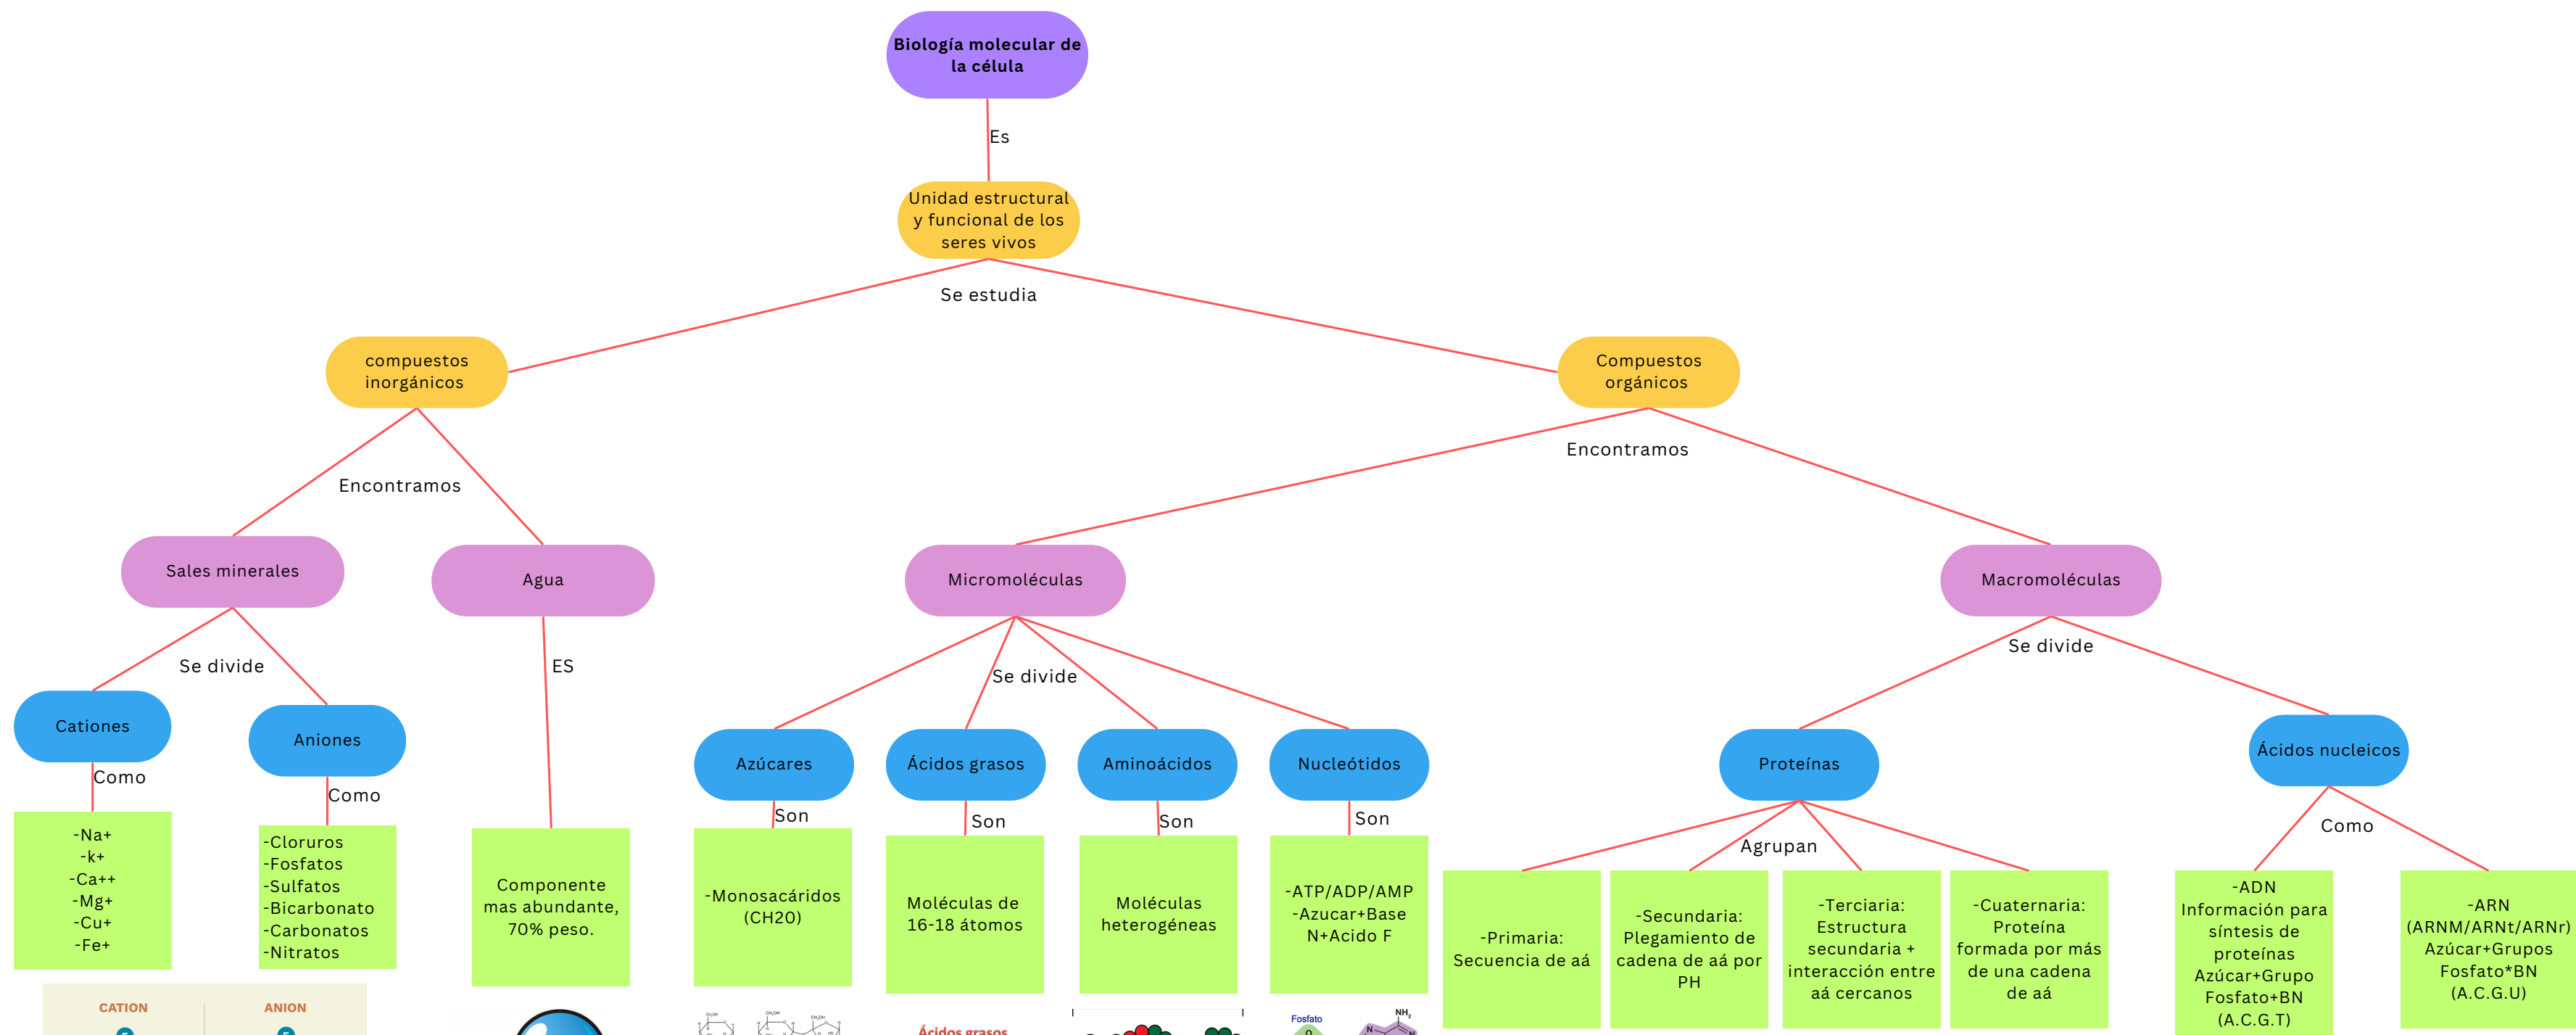 Biología molecular de
la célula
Es
Unidad estructural
y funcional de los
seres vivos
Se estudia
compuestos
inorgánicos
Compuestos
orgánicos
Encontramos
Encontramos
Sales minerales
Agua
Micromoléculas
Macromoléculas
Se divide
ES
Se divide
Se divide
Cationes
Aniones
Azúcares
Ácidos grasos
Aminoácidos
Nucleótidos
Proteínas
Ácidos nucleicos
Como
Como
Son
Son
Son
Son
Agrupan
Como
-Na+
-k+
-Ca++
-Mg+
-Cu+
-Fe+
-Cloruros
-Fosfatos
-Sulfatos
-Bicarbonato
-Carbonatos
-Nitratos
Componente
mas abundante,
70% peso.
-Monosacáridos
(CH20)
Moléculas de
16-18 átomos
Moléculas
heterogéneas
-ATP/ADP/AMP
-Azucar+Base
N+Acido F
-Primaria:
Secuencia de aá
-Secundaria:
Plegamiento de
cadena de aá por
PH
-Terciaria:
Estructura
secundaria +
interacción entre
aá cercanos
-Cuaternaria:
Proteína
formada por más
de una cadena
de aá
-ADN
Información para
síntesis de
proteínas
Azúcar+Grupo
Fosfato+BN
(A.C.G.T)
-ARN
(ARNM/ARNt/ARNr)
Azúcar+Grupos
Fosfato*BN
(A.C.G.U)
CATION
ANION
Ácidos grasos
Fosfato
NH2
N